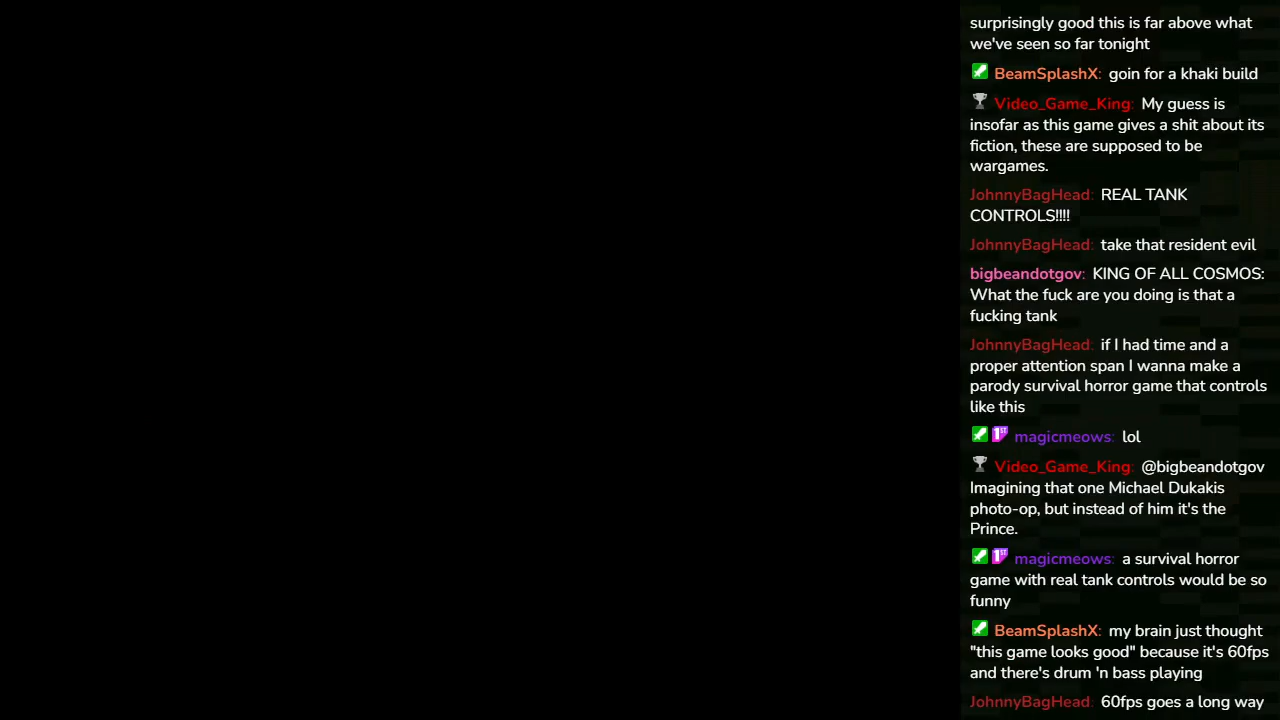 surprisingly good this is far above what
we've seen so far tonight
BeamSplashX: goin for a khaki build
Video_Game_King: My guess is
insofar as this game gives a shit about its
fiction, these are supposed to be
wargames.
JohnnyBagHead: REAL TANK
CONTROLS!!!!
JohnnyBagHead: take that resident evil
bigbeandotgov: KING OF ALL COSMOS:
What the fuck are you doing is that a
fucking tank
JohnnyBagHead: if I had time and a
proper attention span I wanna make a
parody survival horror game that controls
like this
1ST magicmeows: lol
Video_Game_King: @bigbeandotgov
Imagining that one Michael Dukakis
photo-op, but instead of him it's the
Prince.
1ST magicmeows: a survival horror
game with real tank controls would be so
funny
BeamSplashX: my brain just thought
"this game looks good" because it's 60fps
and there's drum 'n bass playing
JohnnyBagHead: 60fps goes a long way